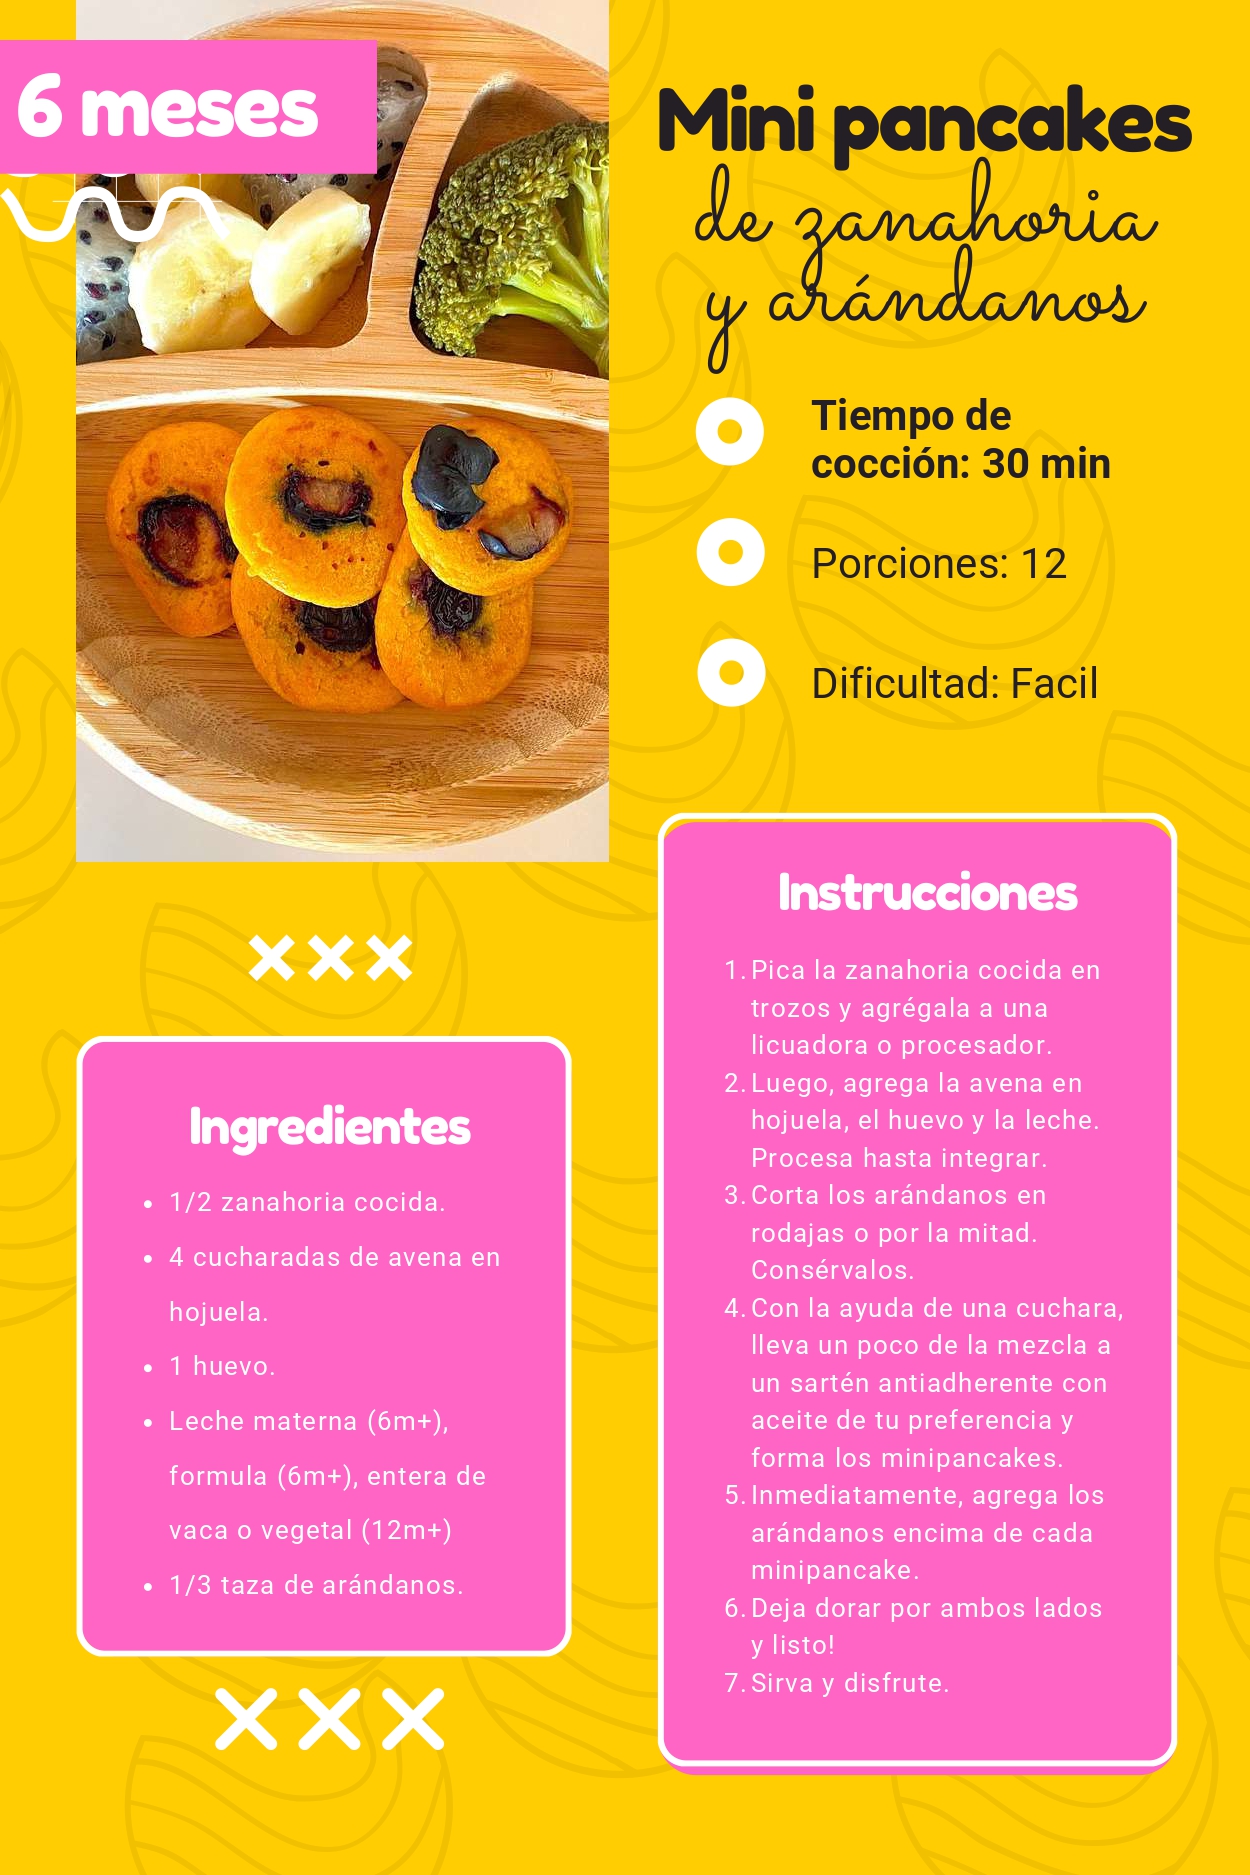 6 meses
Mini pancakes
de zanahoria
y arándanos
Tiempo de
cocción: 30 min
Porciones: 12
Dificultad: Facil
Ingredientes
• 1/2 zanahoria cocida.
• 4 cucharadas de avena en
hojuela.
• 1 huevo.
• Leche materna (6m+),
formula (6m+), entera de
vaca o vegetal (12m+)
• 1/3 taza de arándanos.
Instrucciones
1. Pica la zanahoria cocida en
trozos y agrégala a una
licuadora o procesador.
2. Luego, agrega la avena en
hojuela, el huevo y la leche.
Procesa hasta integrar.
3. Corta los arándanos en
rodajas o por la mitad.
Consérvalos.
4. Con la ayuda de una cuchara,
lleva un poco de la mezcla a
un sartén antiadherente con
aceite de tu preferencia y
forma los minipancakes.
5. Inmediatamente, agrega los
arándanos encima de cada
minipancake.
6. Deja dorar por ambos lados
y listo!
7. Sirva y disfrute.